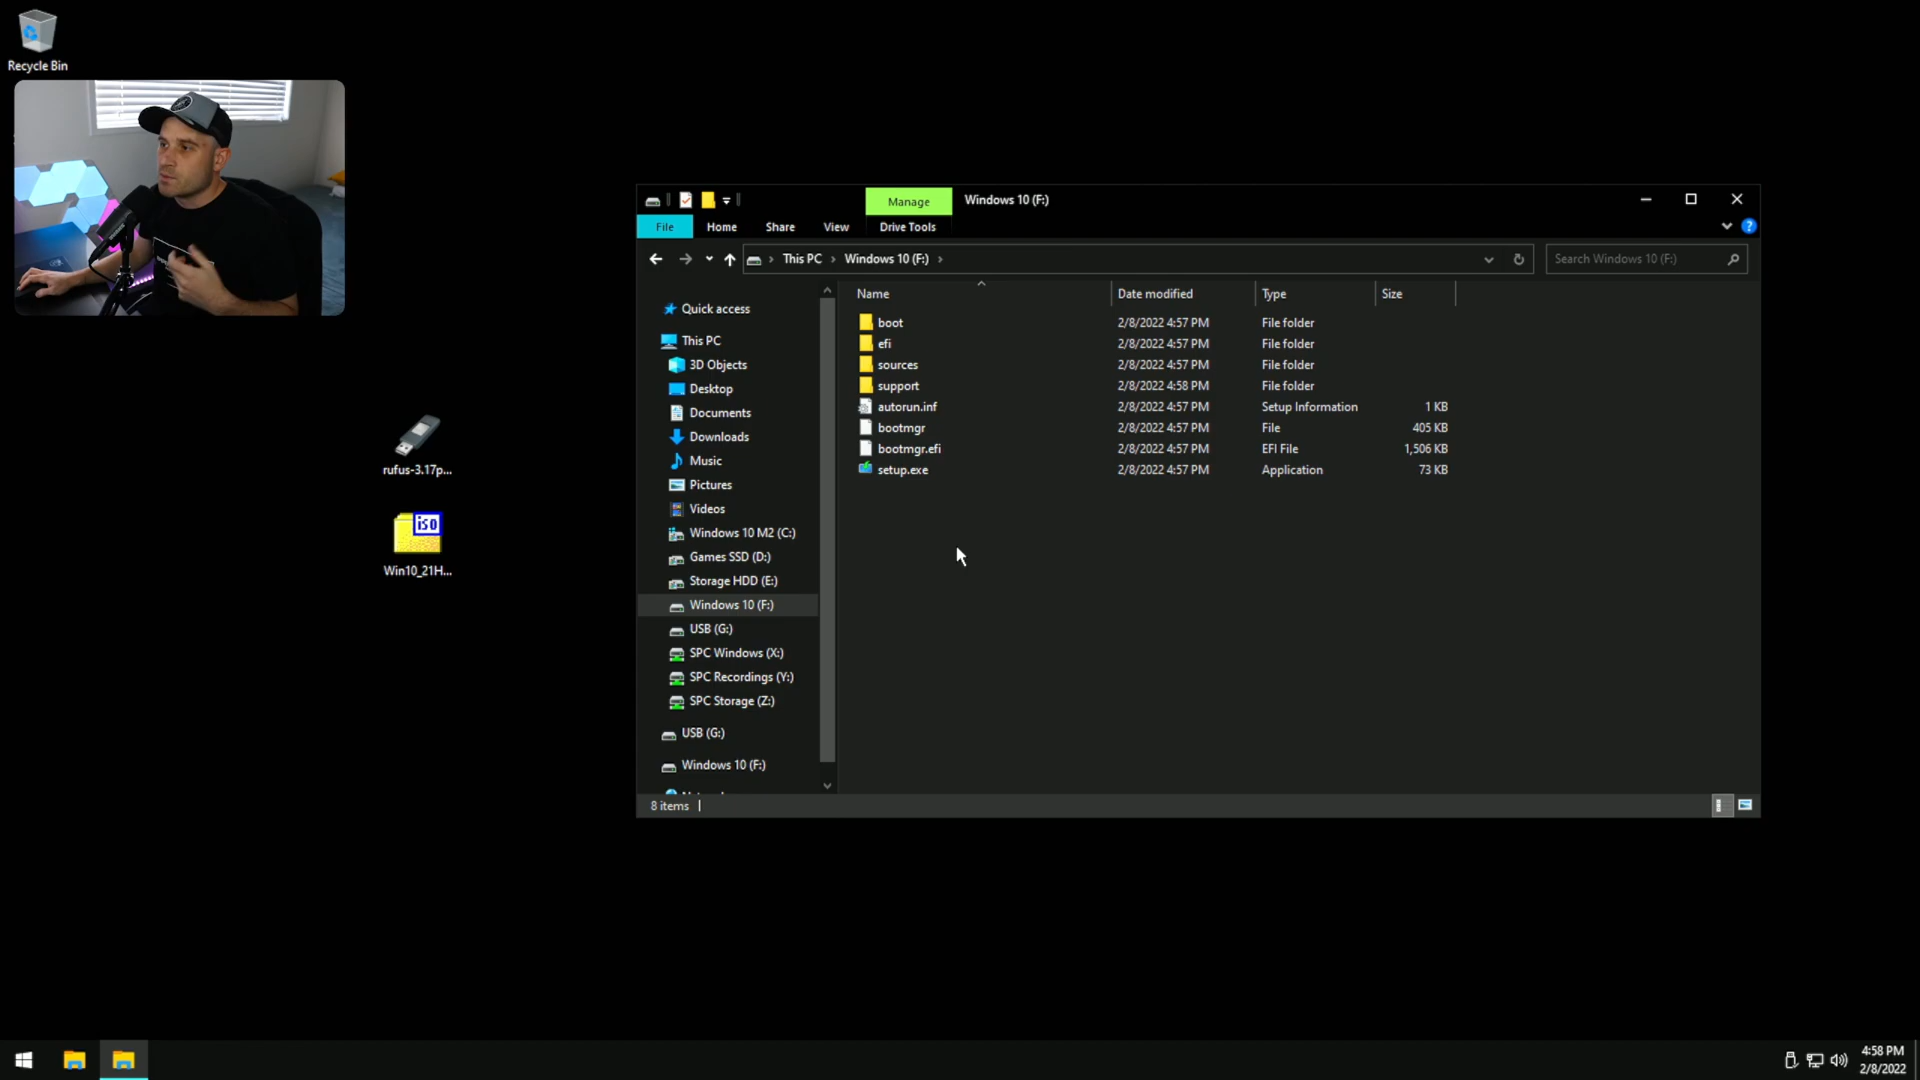 Recycle Bin
rufus-3.17p...
iso
Win10_21H...
Manage
Windows 10 (F:)
File
Home
Share
View
Drive Tools
This PC
Windows 10 (F:)
Search Windows 10 (F:)
Quick access
This PC
3D Objects
Desktop
Documents
Downloads
Music
Pictures
Videos
Windows 10 M2 (C:)
Games SSD (D:)
Storage HDD (E:)
Windows 10 (F:)
USB (G:)
SPC Windows (X:)
SPC Recordings (Y:)
SPC Storage (Z:)
USB (G:)
Windows 10 (F:)
Name Date modified Type Size
boot 2/8/2022 4:57 PM File folder
efi 2/8/2022 4:57 PM File folder
sources 2/8/2022 4:57 PM File folder
support 2/8/2022 4:58 PM File folder
autorun.inf 2/8/2022 4:57 PM Setup Information 1 KB
bootmgr 2/8/2022 4:57 PM File 405 KB
bootmgr.efi 2/8/2022 4:57 PM EFI File 1,506 KB
setup.exe 2/8/2022 4:57 PM Application 73 KB
8 items
4:58 PM
2/8/2022